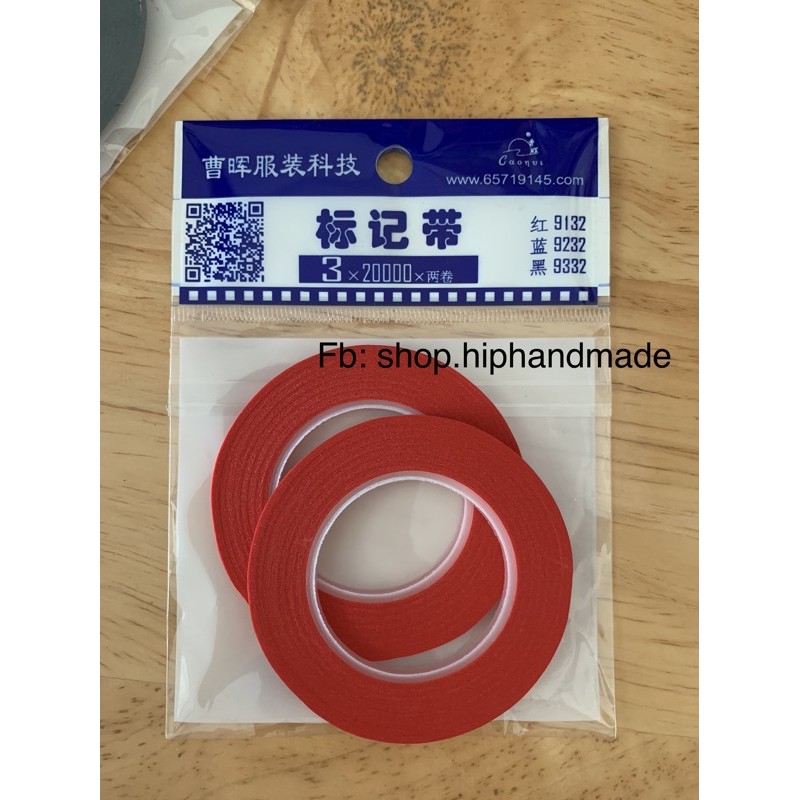 曹晖服装科技
Caohui
www.65719145.com
标记带
3×20000×两卷
红 9132
蓝 9232
黑 9332
Fb: shop.hiphandmade